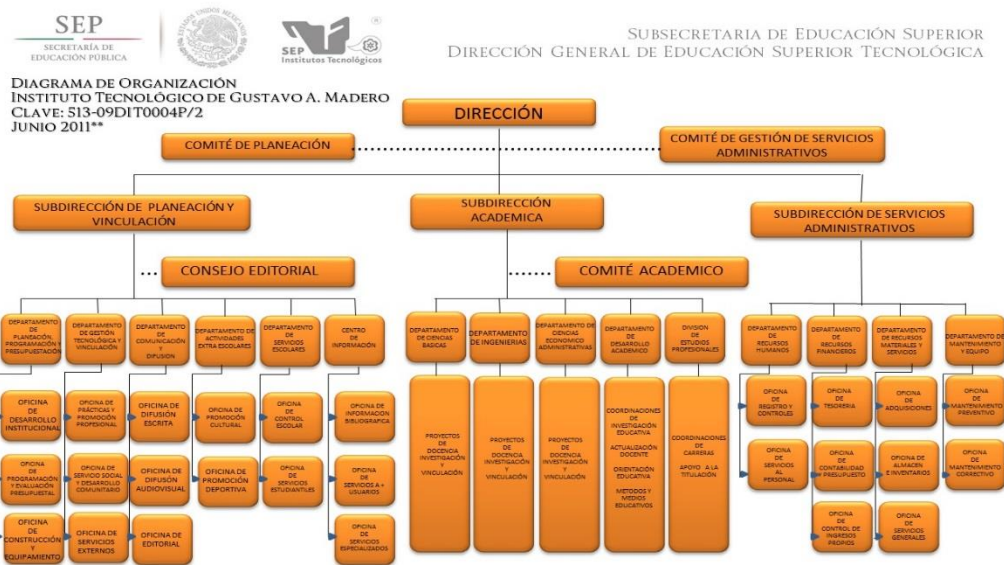 SEP
SECRETARÍA DE
EDUCACIÓN PÚBLICA
ESTADOS UNIDOS MEXICANOS
SEP
Institutos Tecnológicos
SUBSECRETARIA DE EDUCACIÓN SUPERIOR
DIRECCIÓN GENERAL DE EDUCACIÓN SUPERIOR TECNOLÓGICA
DIAGRAMA DE ORGANIZACIÓN
INSTITUTO TECNOLÓGICO DE GUSTAVO A. MADERO
CLAVE: 513-09DIT0004P/2
JUNIO 2011**
DIRECCIÓN
COMITÉ DE PLANEACIÓN
COMITÉ DE GESTIÓN DE SERVICIOS
ADMINISTRATIVOS
SUBDIRECCIÓN DE PLANEACIÓN Y
VINCULACIÓN
SUBDIRECCIÓN
ACADEMICA
SUBDIRECCIÓN DE SERVICIOS
ADMINISTRATIVOS
CONSEJO EDITORIAL
COMITÉ ACADEMICO
DEPARTAMENTO
DE
PLANEACIÓN,
PROGRAMACIÓN Y
PRESUPUESTACIÓN
DEPARTAMENTO
DE GESTIÓN
TECNOLÓGICA Y
VINCULACIÓN
DEPARTAMENTO
DE
COMUNICACIÓN
Y
DIFUSION
DEPARTAMENTO DE
ACTIVIDADES
EXTRA ESCOLARES
DEPARTAMENTO
DE
SERVICIOS
ESCOLARES
CENTRO
DE
INFORMACIÓN
DEPARTAMENTO
DE CIENCIAS
BASICAS
DEPARTAMENTO
DE INGENIERIAS
DEPARTAMENTO DE
CIENCIAS
ECONOMICO
ADMINISTRATIVAS
DEPARTAMENTO
DE
DESARROLLO
ACADEMICO
DIVISION
DE
ESTUDIOS
PROFESIONALES
DEPARTAMENTO
DE
RECURSOS
HUMANOS
DEPARTAMENTO
DE
RECURSOS
FINANCIEROS
DEPARTAMENTO
DE RECURSOS
MATERIALES Y
SERVICIOS
DEPARTAMENTO DE
MANTENIMIENTO
Y EQUIPO
OFICINA
DE
DESARROLLO
INSTITUCIONAL
OFICINA DE
PRÁCTICAS Y
PROMOCIÓN
PROFESIONAL
OFICINA DE
DIFUSIÓN
ESCRITA
OFICINA DE
PROMOCIÓN
CULTURAL
OFICINA
DE
CONTROL
ESCOLAR
OFICINA
DE
INFORMACION
BIBLIOGRAFICA
OFICINA
DE
PROGRAMACIÓN
Y EVALUACIÓN
PRESUPUESTAL
OFICINA DE
SERVICIO SOCIAL
Y DESARROLLO
COMUNITARIO
OFICINA DE
DIFUSIÓN
AUDIOVISUAL
OFICINA DE
PROMOCIÓN
DEPORTIVA
OFICINA
DE
SERVICIOS
ESTUDIANTILES
OFICINA
DE
SERVICIOS A +
USUARIOS
OFICINA
DE
CONSTRUCCIÓN
Y
EQUIPAMIENTO
OFICINA DE
SERVICIOS
EXTERNOS
OFICINA DE
EDITORIAL
OFICINA
DE
SERVICIOS
ESPECIALIZADOS
PROYECTOS
DE
DOCENCIA
INVESTIGACIÓN
Y
VINCULACIÓN
PROYECTOS
DE
DOCENCIA
INVESTIGACIÓN Y
VINCULACIÓN
PROYECTOS
DE
DOCENCIA
INVESTIGACIÓN Y
VINCULACIÓN
COORDINACIONES
DE
INVESTIGACIÓN
EDUCATIVA
ACTUALIZACIÓN
DOCENTE
ORIENTACIÓN
EDUCATIVA
METODOS Y
MEDIOS
EDUCATIVOS
COORDINACIONES
DE
CARRERAS
APOYO A LA
TITULACIÓN
OFICINA
DE
REGISTRO Y
CONTROLES
OFICINA
DE
TESORERIA
OFICINA
DE
ADQUISICIONES
OFICINA
DE
MANTENIMIENTO
PREVENTIVO
OFICINA
DE
SERVICIOS
AL
PERSONAL
OFICINA
DE
CONTABILIDAD
PRESUPUESTO
OFICINA
DE
ALMACEN
E INVENTARIOS
OFICINA
DE
MANTENIMIENTO
CORRECTIVO
OFICINA
DE
CONTROL DE
INGRESOS
PROPIOS
OFICINA
DE
SERVICIOS
GENERALES